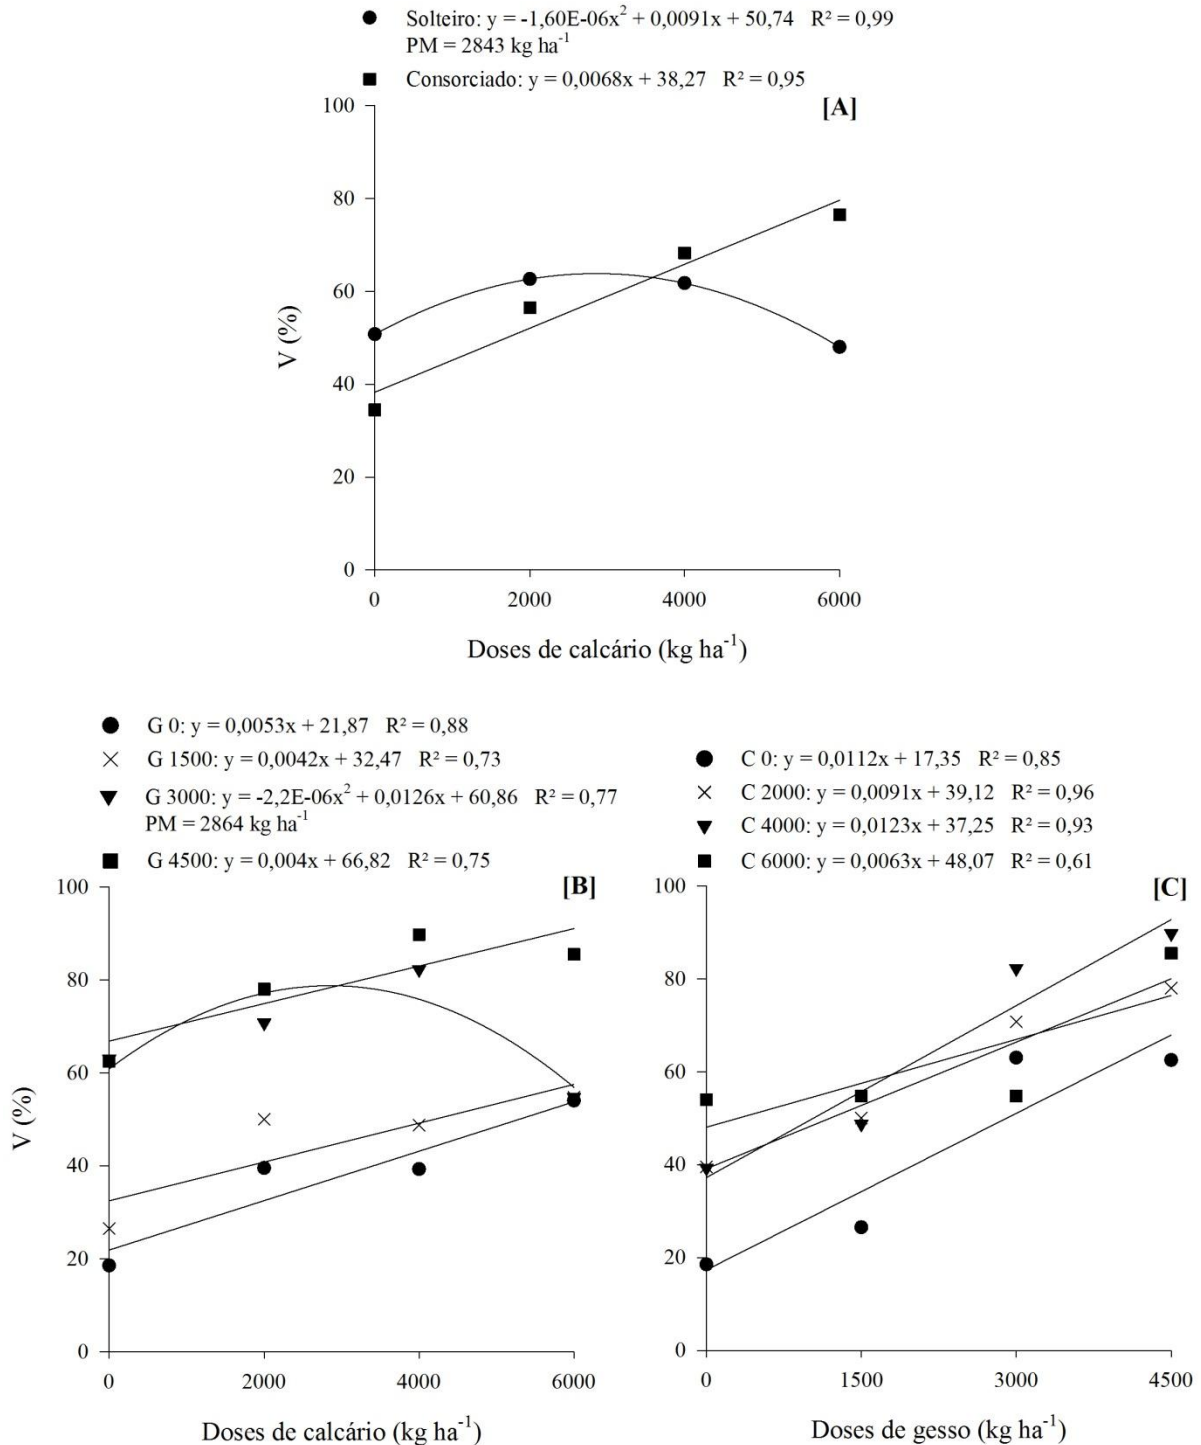 Solteiro: y = -1,60E-06x² + 0,0091x + 50,74 R² = 0,99
PM = 2843 kg ha⁻¹
Consorciado: y = 0,0068x + 38,27 R² = 0,95
[A]
100
80
60
40
20
0
V (%)
0 2000 4000 6000
Doses de calcário (kg ha⁻¹)
G 0: y = 0,0053x + 21,87 R² = 0,88
G 1500: y = 0,0042x + 32,47 R² = 0,73
G 3000: y = -2,2E-06x² + 0,0126x + 60,86 R² = 0,77
PM = 2864 kg ha⁻¹
G 4500: y = 0,004x + 66,82 R² = 0,75
[B]
100
80
60
40
20
0
V (%)
0 2000 4000 6000
Doses de calcário (kg ha⁻¹)
C 0: y = 0,0112x + 17,35 R² = 0,85
C 2000: y = 0,0091x + 39,12 R² = 0,96
C 4000: y = 0,0123x + 37,25 R² = 0,93
C 6000: y = 0,0063x + 48,07 R² = 0,61
[C]
100
80
60
40
20
0
0 1500 3000 4500
Doses de gesso (kg ha⁻¹)